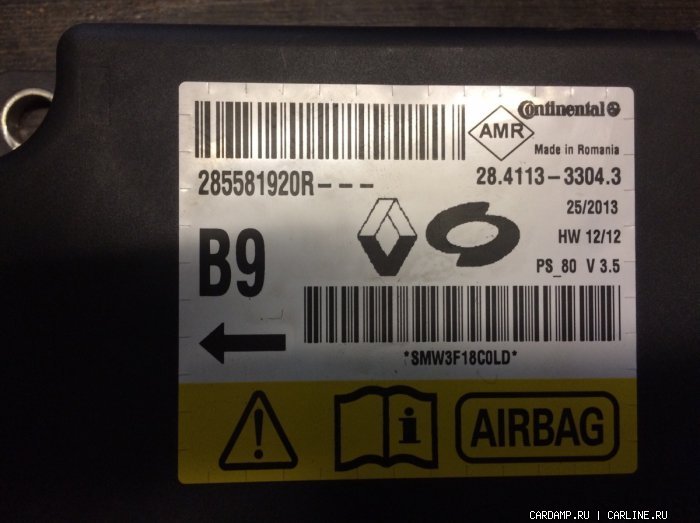 Continental
AMR
Made in Romania
285581920R---
28.4113-3304.3
25/2013
B9
HW 12/12
PS_80 V 3.5
*SMW3F18C0LD*
i
AIRBAG
CARDAMP.RU | CARLINE.RU